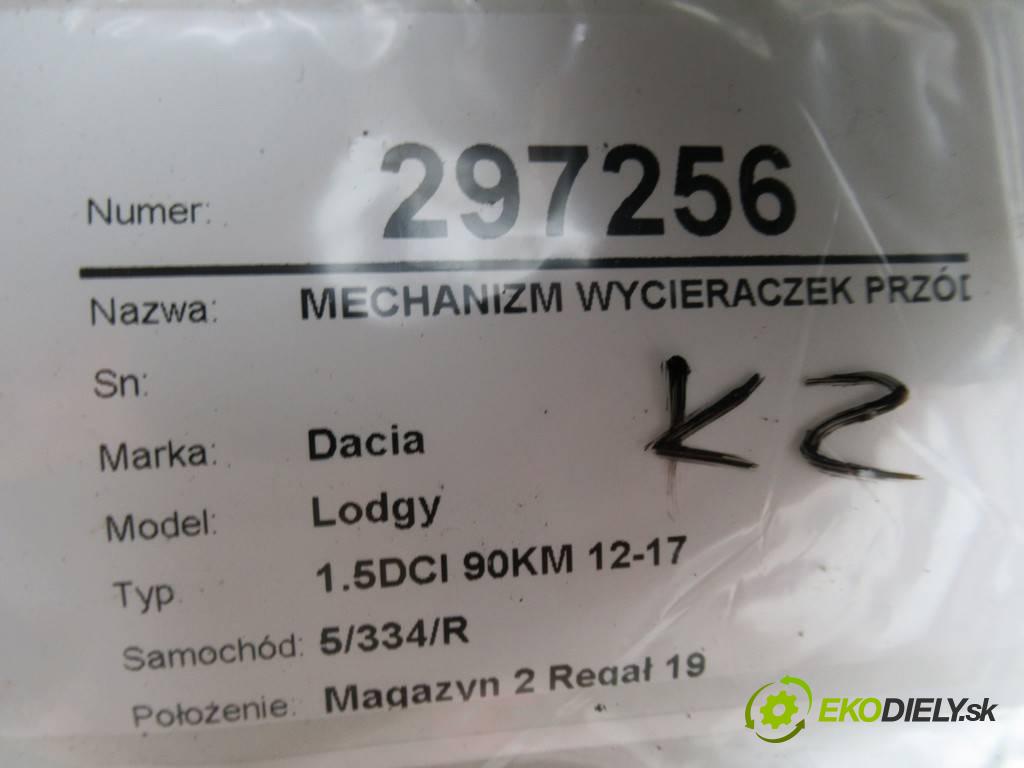 Numer: 297256
Nazwa: MECHANIZM WYCIERACZEK PRZÓD
Sn:
K2
Marka: Dacia
Model: Lodgy
Typ 1.5DCI 90KM 12-17
Samochód: 5/334/R
Położenie: Magazyn 2 Regał 19
EKODIELY.sk